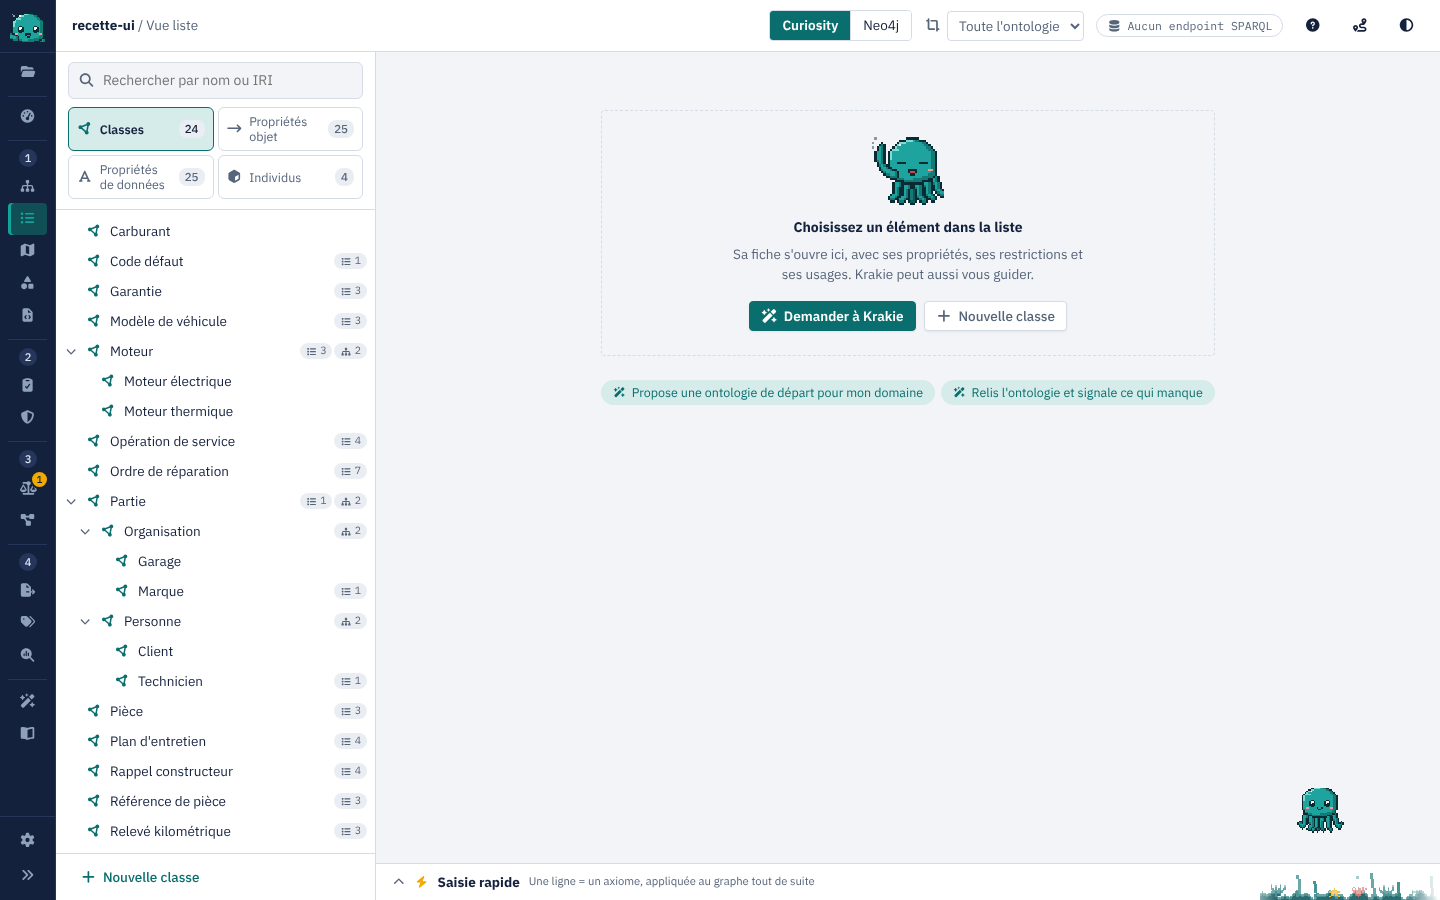 recette-ui / Vue liste
Curiosity
Neo4j
Toute l'ontologie
Aucun endpoint SPARQL
Rechercher par nom ou IRI
Classes 24
Propriétés objet 25
Propriétés de données 25
Individus 4
1
2
3
1
4
Carburant
Code défaut 1
Garantie 3
Modèle de véhicule 3
Moteur 3 2
Moteur électrique
Moteur thermique
Opération de service 4
Ordre de réparation 7
Partie 1 2
Organisation 2
Garage
Marque 1
Personne 2
Client
Technicien 1
Pièce 3
Plan d'entretien 4
Rappel constructeur 4
Référence de pièce 3
Relevé kilométrique 3
Nouvelle classe
Choisissez un élément dans la liste
Sa fiche s'ouvre ici, avec ses propriétés, ses restrictions et
ses usages. Krakie peut aussi vous guider.
Demander à Krakie
Nouvelle classe
Propose une ontologie de départ pour mon domaine
Relis l'ontologie et signale ce qui manque
Saisie rapide Une ligne = un axiome, appliquée au graphe tout de suite